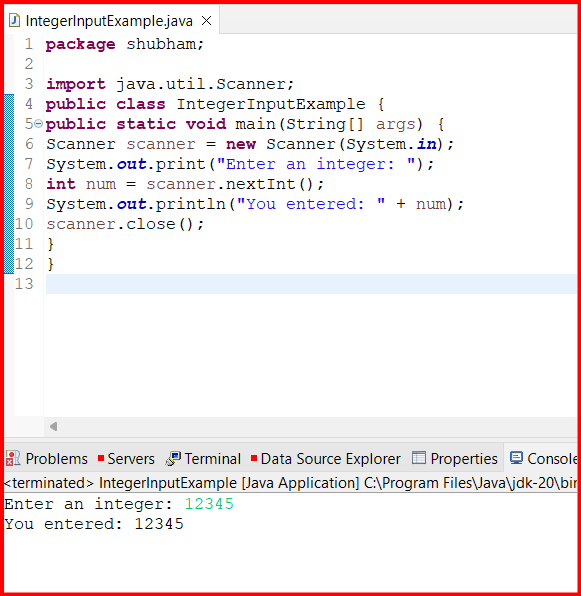 IntegerInputExample.java
1 package shubham;
2
3 import java.util.Scanner;
4 public class IntegerInputExample {
5 public static void main(String[] args) {
6 Scanner scanner = new Scanner(System.in);
7 System.out.print("Enter an integer: ");
8 int num = scanner.nextInt();
9 System.out.println("You entered: " + num);
10 scanner.close();
11 }
12 }
13
Problems Servers Terminal Data Source Explorer Properties Console
<terminated> IntegerInputExample [Java Application] C:\Program Files\Java\jdk-20\bin
Enter an integer: 12345
You entered: 12345